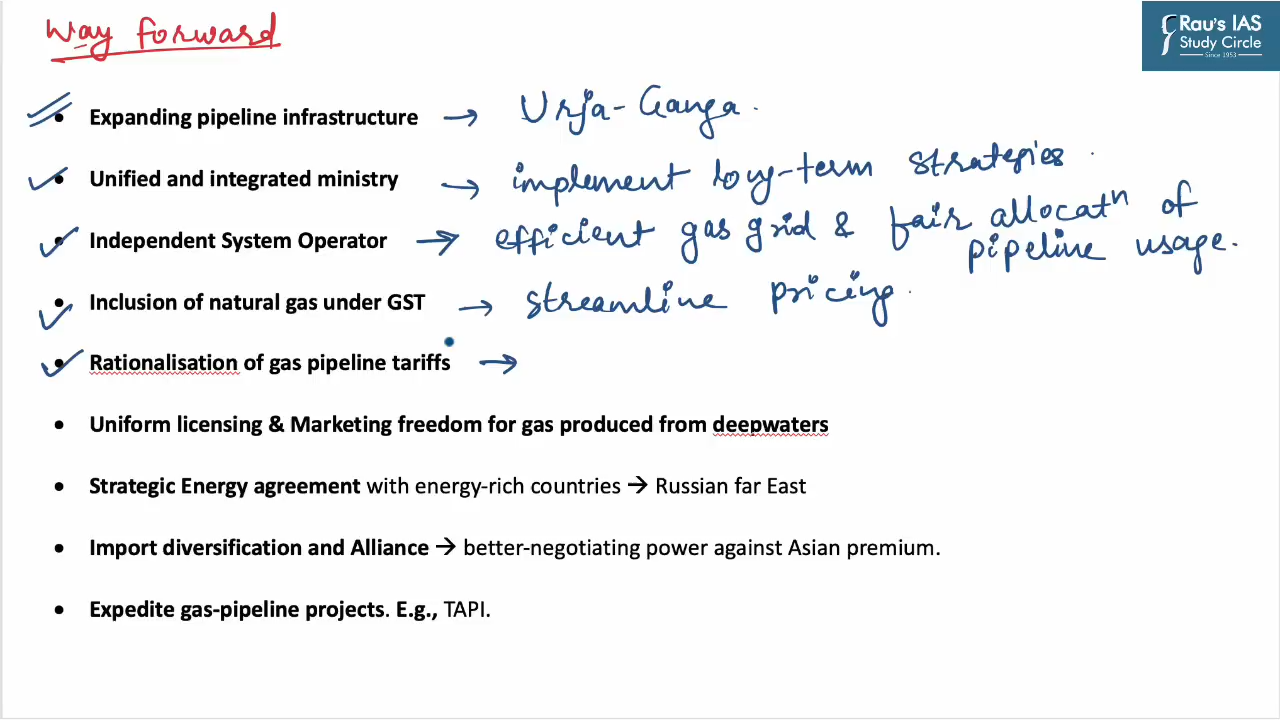 Way forward
Rau's IAS
Study Circle
Since 1953
• Expanding pipeline infrastructure → Urja-Ganga.
• Unified and integrated ministry → implement long-term strategies.
• Independent System Operator → efficient gas grid & fair allocatn of
pipeline usage.
• Inclusion of natural gas under GST → streamline pricing.
• Rationalisation of gas pipeline tariffs →
• Uniform licensing & Marketing freedom for gas produced from deepwaters
• Strategic Energy agreement with energy-rich countries → Russian far East
• Import diversification and Alliance → better-negotiating power against Asian premium.
• Expedite gas-pipeline projects. E.g., TAPI.